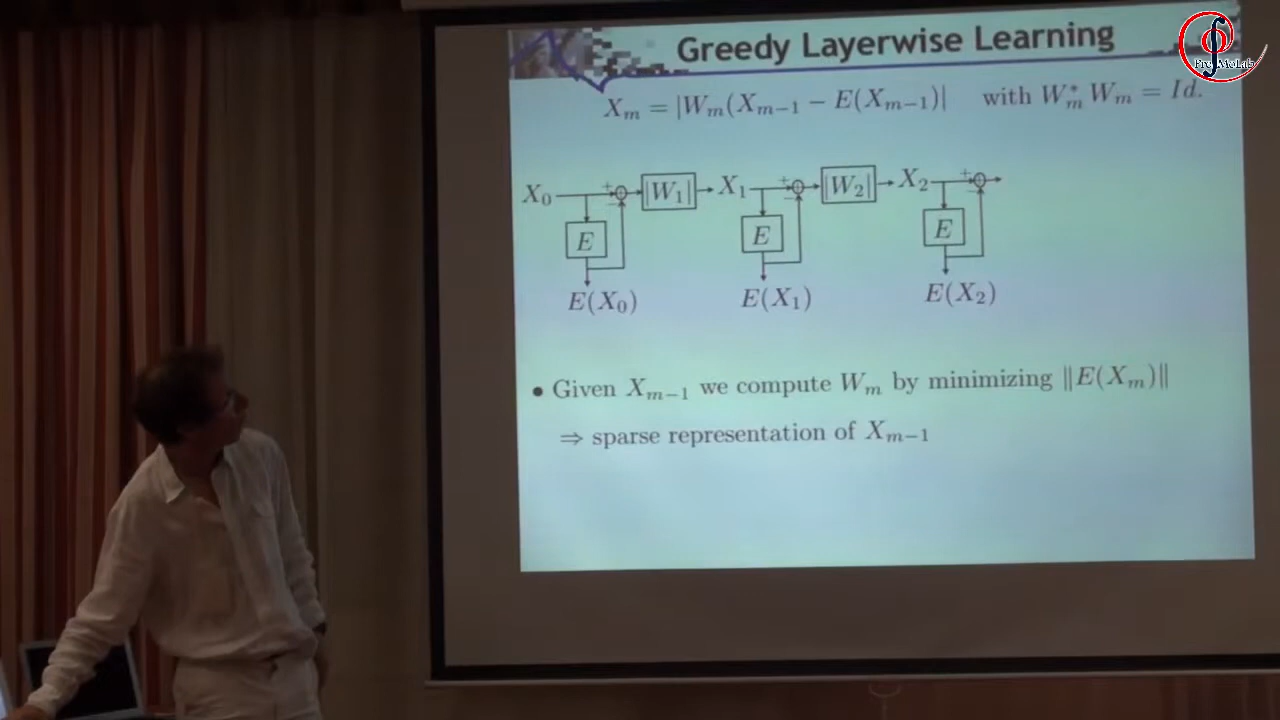 Greedy Layerwise Learning
PreMoLab
X_m = |W_m(X_{m-1} - E(X_{m-1})| with W_m^* W_m = Id.
X_0 + − |W_1| X_1 + − |W_2| X_2 + −
E E E
E(X_0) E(X_1) E(X_2)
• Given X_{m-1} we compute W_m by minimizing ‖E(X_m)‖
⇒ sparse representation of X_{m-1}